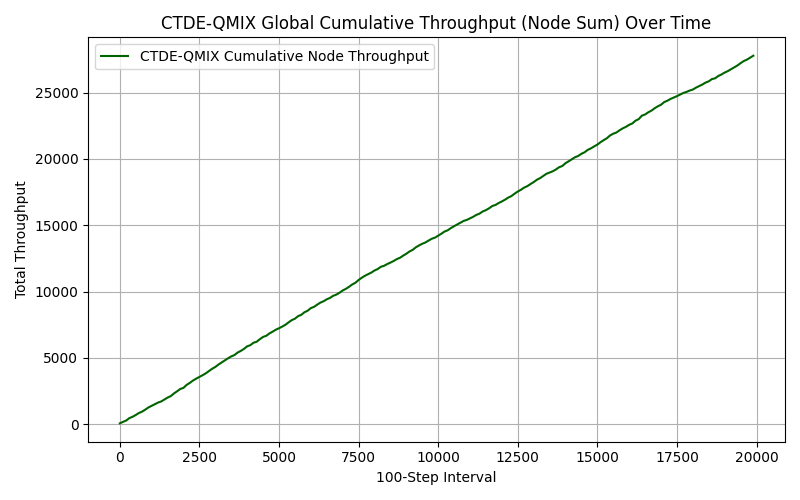 CTDE-QMIX Global Cumulative Throughput (Node Sum) Over Time
CTDE-QMIX Cumulative Node Throughput
Total Throughput
25000
20000
15000
10000
5000
0
0 2500 5000 7500 10000 12500 15000 17500 20000
100-Step Interval